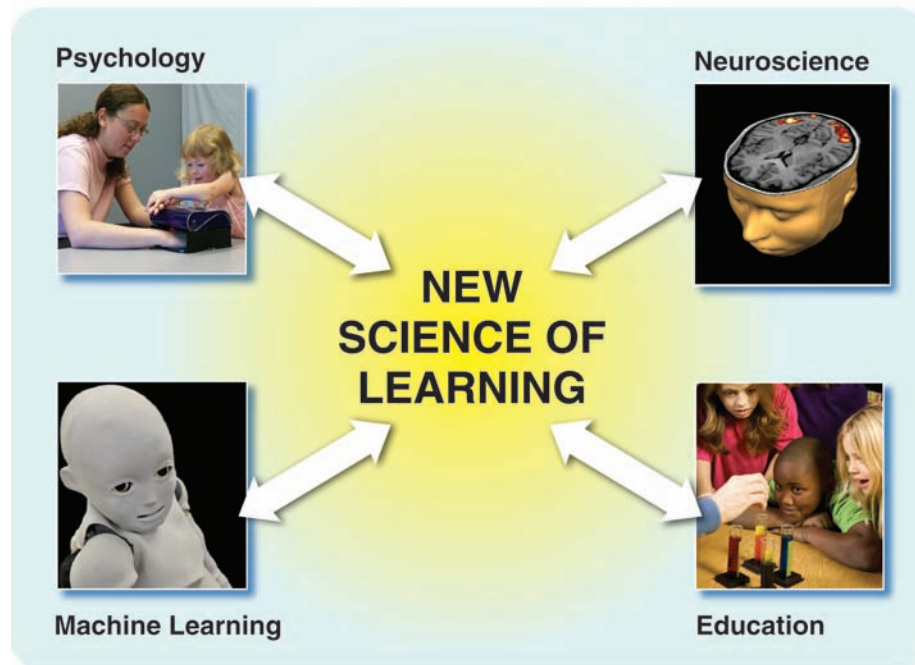 Psychology
Neuroscience
NEW
SCIENCE OF
LEARNING
Machine Learning
Education